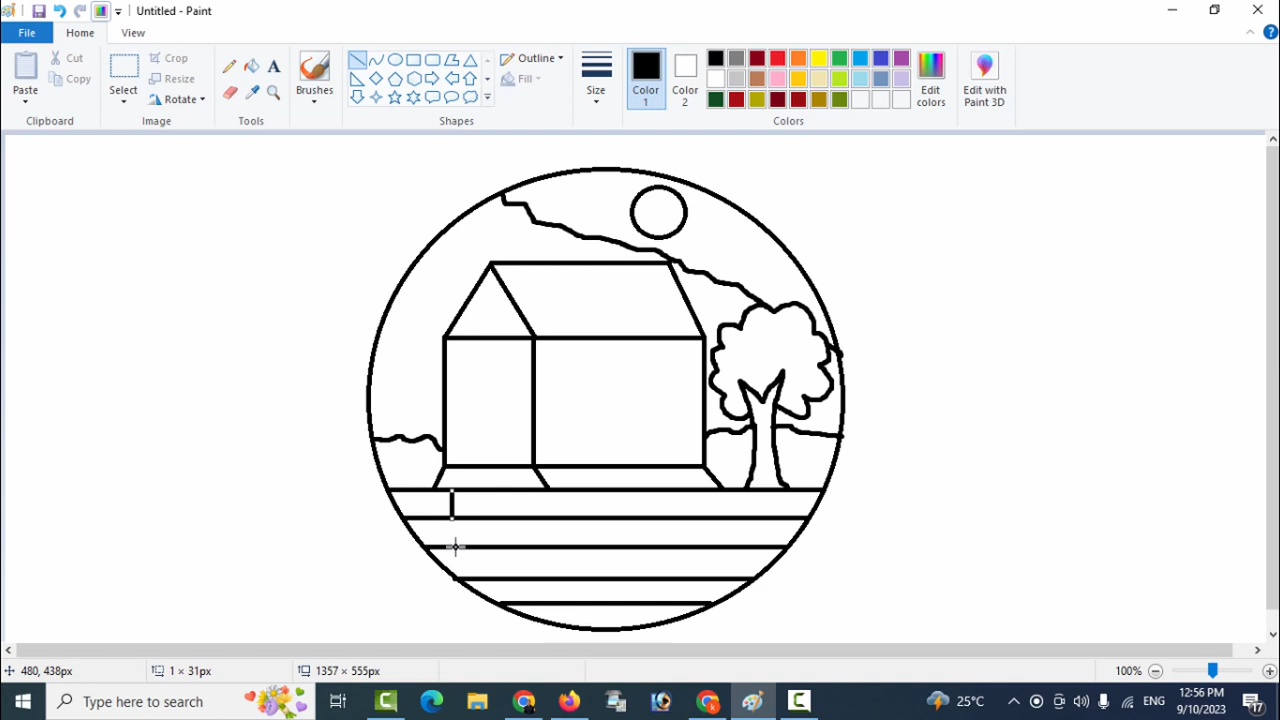 Untitled - Paint
File
Home
View
Paste
Cut
Copy
Clipboard
Select
Crop
Resize
Rotate
Image
A
Tools
Brushes
Outline
Fill
Shapes
Size
Color
1
Color
2
Edit
colors
Colors
Edit with
Paint 3D
480, 438px
1 × 31px
1357 × 555px
100%
Type here to search
25°C
ENG
12:56 PM
9/10/2023
17